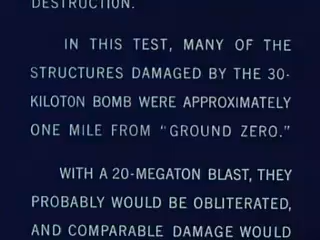 DESTRUCTION.
IN THIS TEST, MANY OF THE
STRUCTURES DAMAGED BY THE 30-
KILOTON BOMB WERE APPROXIMATELY
ONE MILE FROM "GROUND ZERO."
WITH A 20-MEGATON BLAST, THEY
PROBABLY WOULD BE OBLITERATED,
AND COMPARABLE DAMAGE WOULD